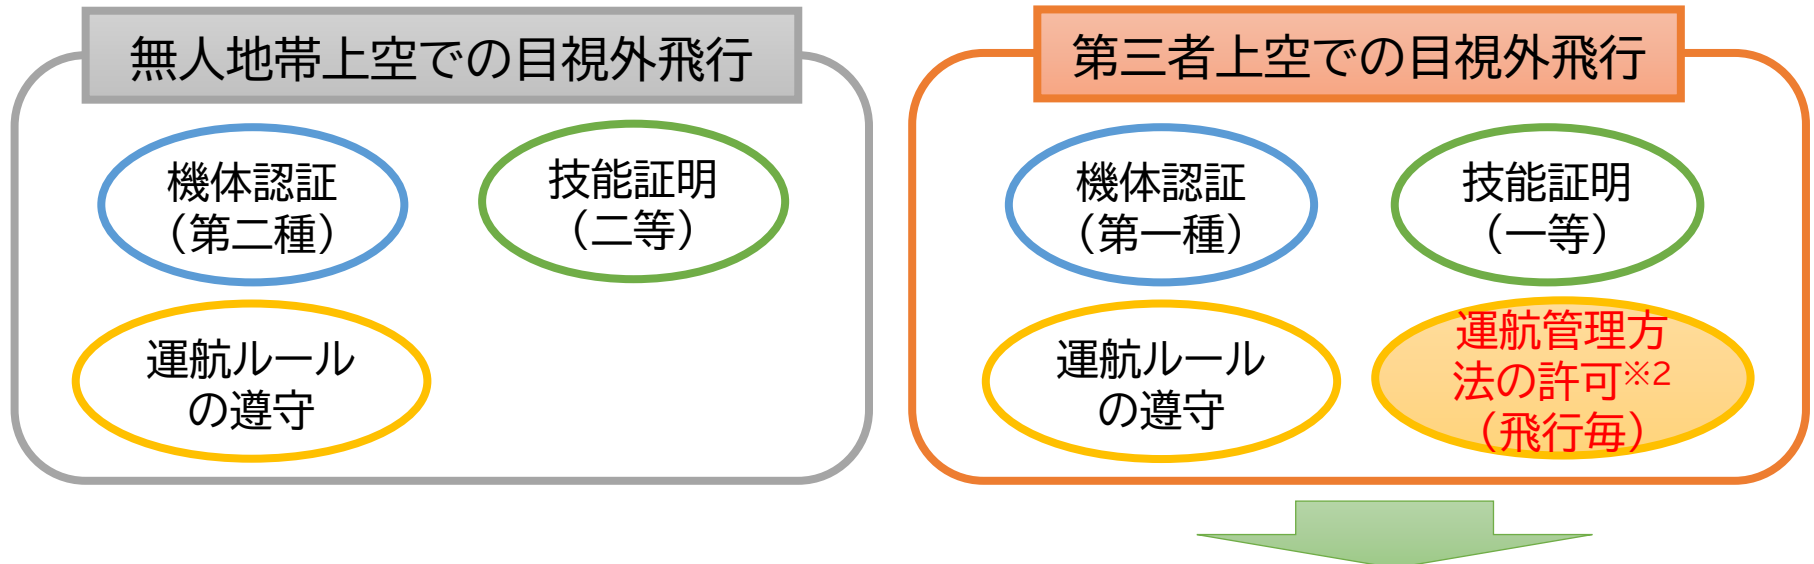 無人地帯上空での目視外飛行
機体認証
（第二種）
技能証明
（二等）
運航ルール
の遵守
第三者上空での目視外飛行
機体認証
（第一種）
技能証明
（一等）
運航ルール
の遵守
運航管理方
法の許可※2
（飛行毎）